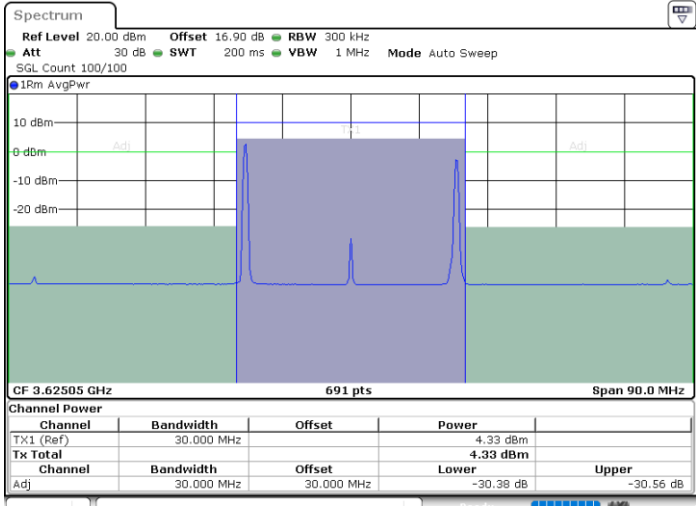 Spectrum
Ref Level 20.00 dBm Offset 16.90 dB RBW 300 kHz
Att 30 dB SWT 200 ms VBW 1 MHz Mode Auto Sweep
SGL Count 100/100
1Rm AvgPwr
10 dBm
TX1
Adj
0 dBm
Adj
-10 dBm
-20 dBm
CF 3.62505 GHz 691 pts Span 90.0 MHz
Channel Power
Channel Bandwidth Offset Power
TX1 (Ref) 30.000 MHz 4.33 dBm
Tx Total 4.33 dBm
Channel Bandwidth Offset Lower Upper
Adj 30.000 MHz 30.000 MHz -30.38 dB -30.56 dB